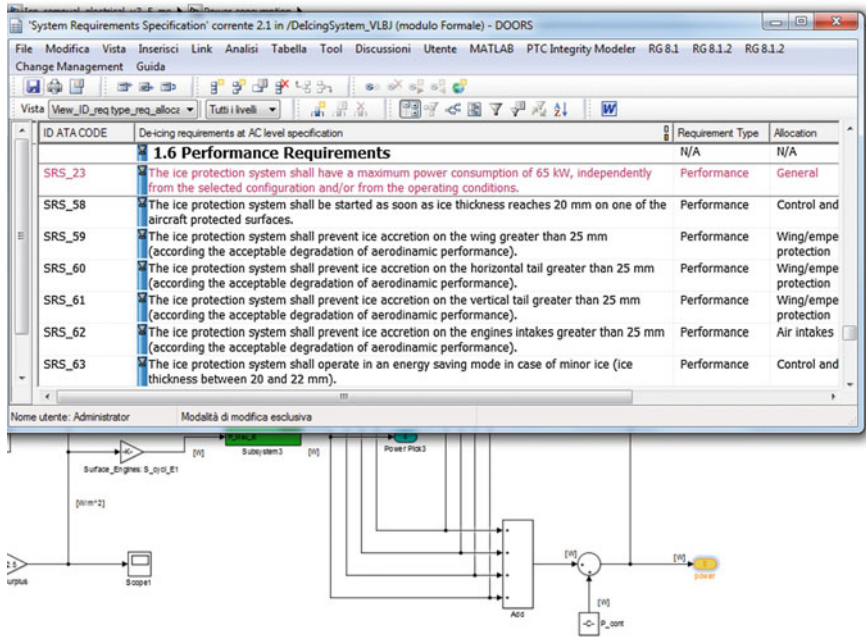 'System Requirements Specification' corrente 2.1 in /DeIcingSystem_VLBJ (modulo Formale) - DOORS
File Modifica Vista Inserisci Link Analisi Tabella Tool Discussioni Utente MATLAB PTC Integrity Modeler RG 8.1 RG 8.1.2 RG 8.1.2
Change Management Guida
Vista View_ID_req type_req_alloca Tutti i livelli
ID ATA CODE De-icing requirements at AC level specification Requirement Type Allocation
1.6 Performance Requirements N/A N/A
SRS_23 The ice protection system shall have a maximum power consumption of 65 kW, independently Performance General
from the selected configuration and/or from the operating conditions.
SRS_58 The ice protection system shall be started as soon as ice thickness reaches 20 mm on one of the Performance Control and
aircraft protected surfaces.
SRS_59 The ice protection system shall prevent ice accretion on the wing greater than 25 mm Performance Wing/empe
(according the acceptable degradation of aerodinamic performance). protection
SRS_60 The ice protection system shall prevent ice accretion on the horizontal tail greater than 25 mm Performance Wing/empe
(according the acceptable degradation of aerodinamic performance). protection
SRS_61 The ice protection system shall prevent ice accretion on the vertical tail greater than 25 mm Performance Wing/empe
(according the acceptable degradation of aerodinamic performance). protection
SRS_62 The ice protection system shall prevent ice accretion on the engines intakes greater than 25 mm Performance Air intakes
(according the acceptable degradation of aerodinamic performance).
SRS_63 The ice protection system shall operate in an energy saving mode in case of minor ice (ice Performance Control and
thickness between 20 and 22 mm).
Nome utente: Administrator Modalità di modifica esclusiva
-K- [W] Subsystem3 [W] Power Plot3
Surface_Engines: S_cycl_E1
[W/m^2]
2.5 Scope1 [W] [W]
urplus power
Add [W]
-C- P_cont